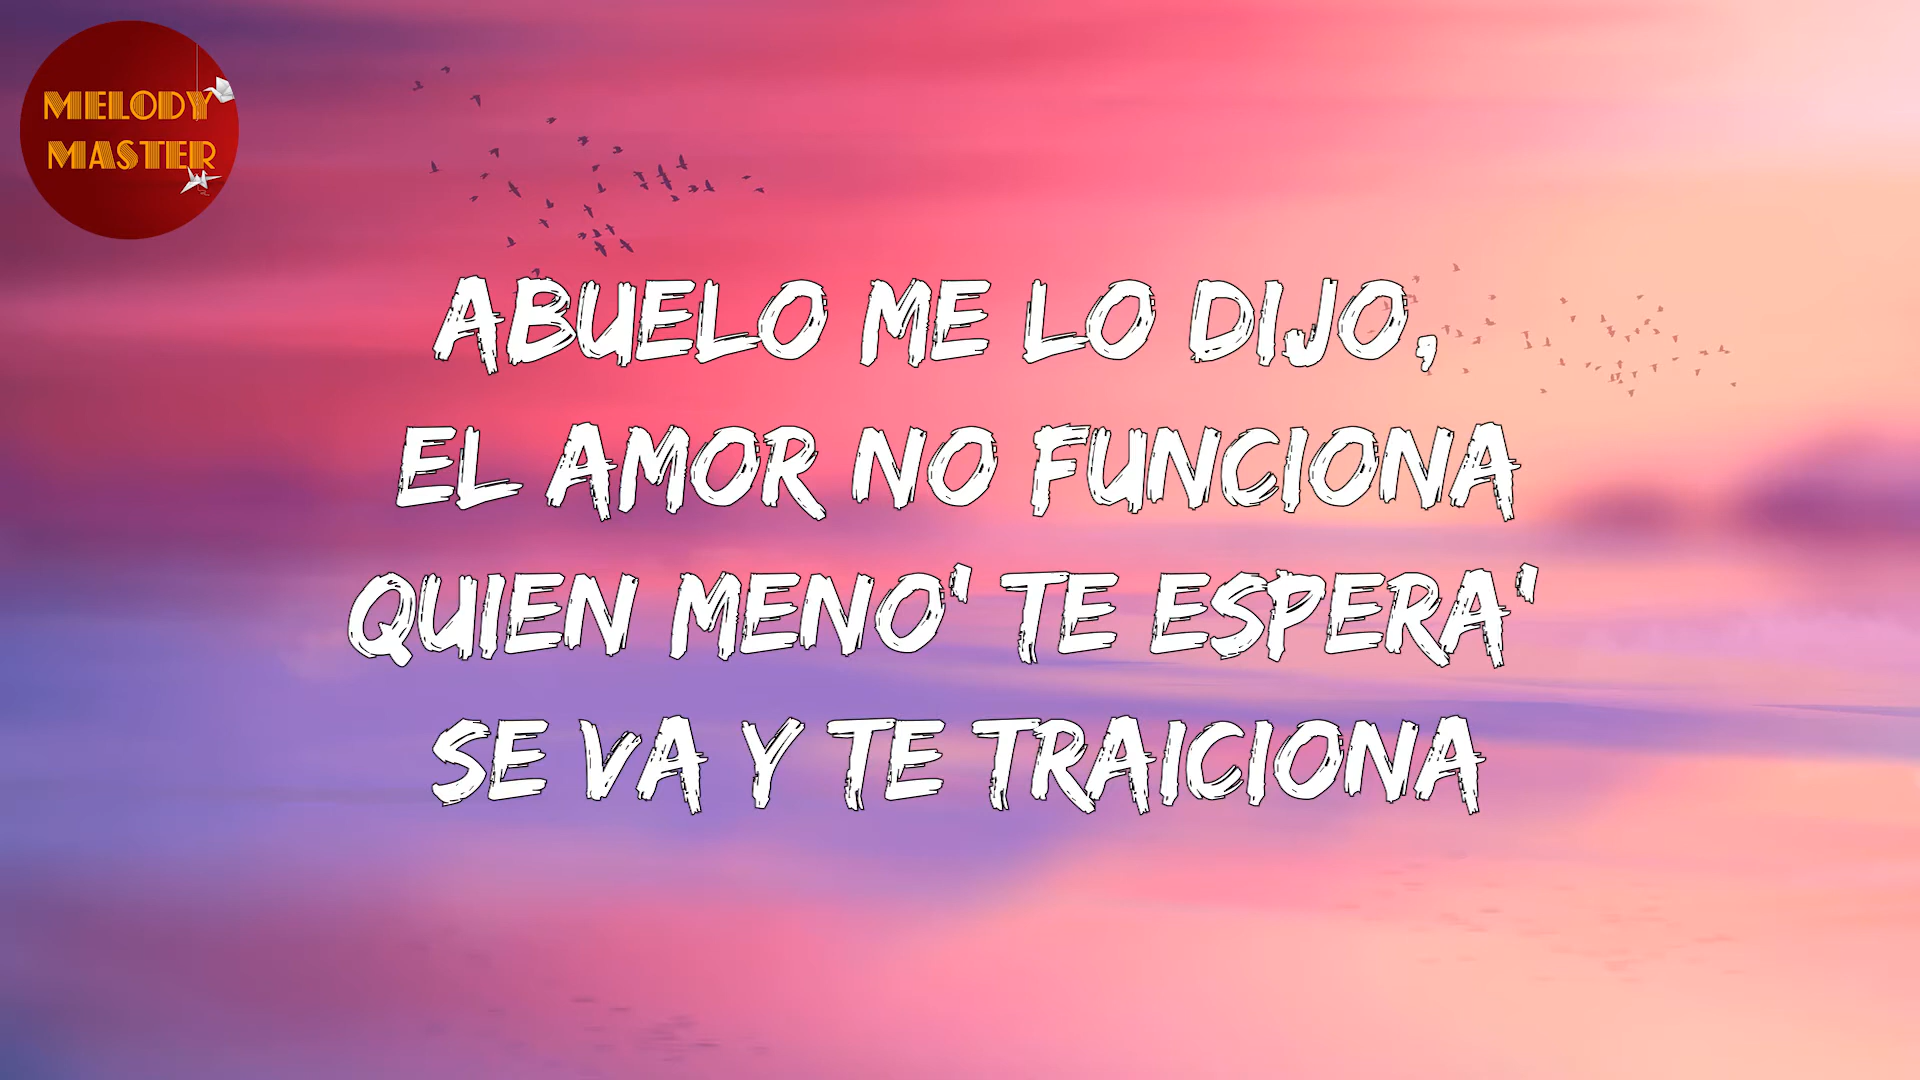 MELODY
MASTER
ABUELO ME LO DIJO,
EL AMOR NO FUNCIONA
QUIEN MENO' TE ESPERA'
SE VA Y TE TRAICIONA